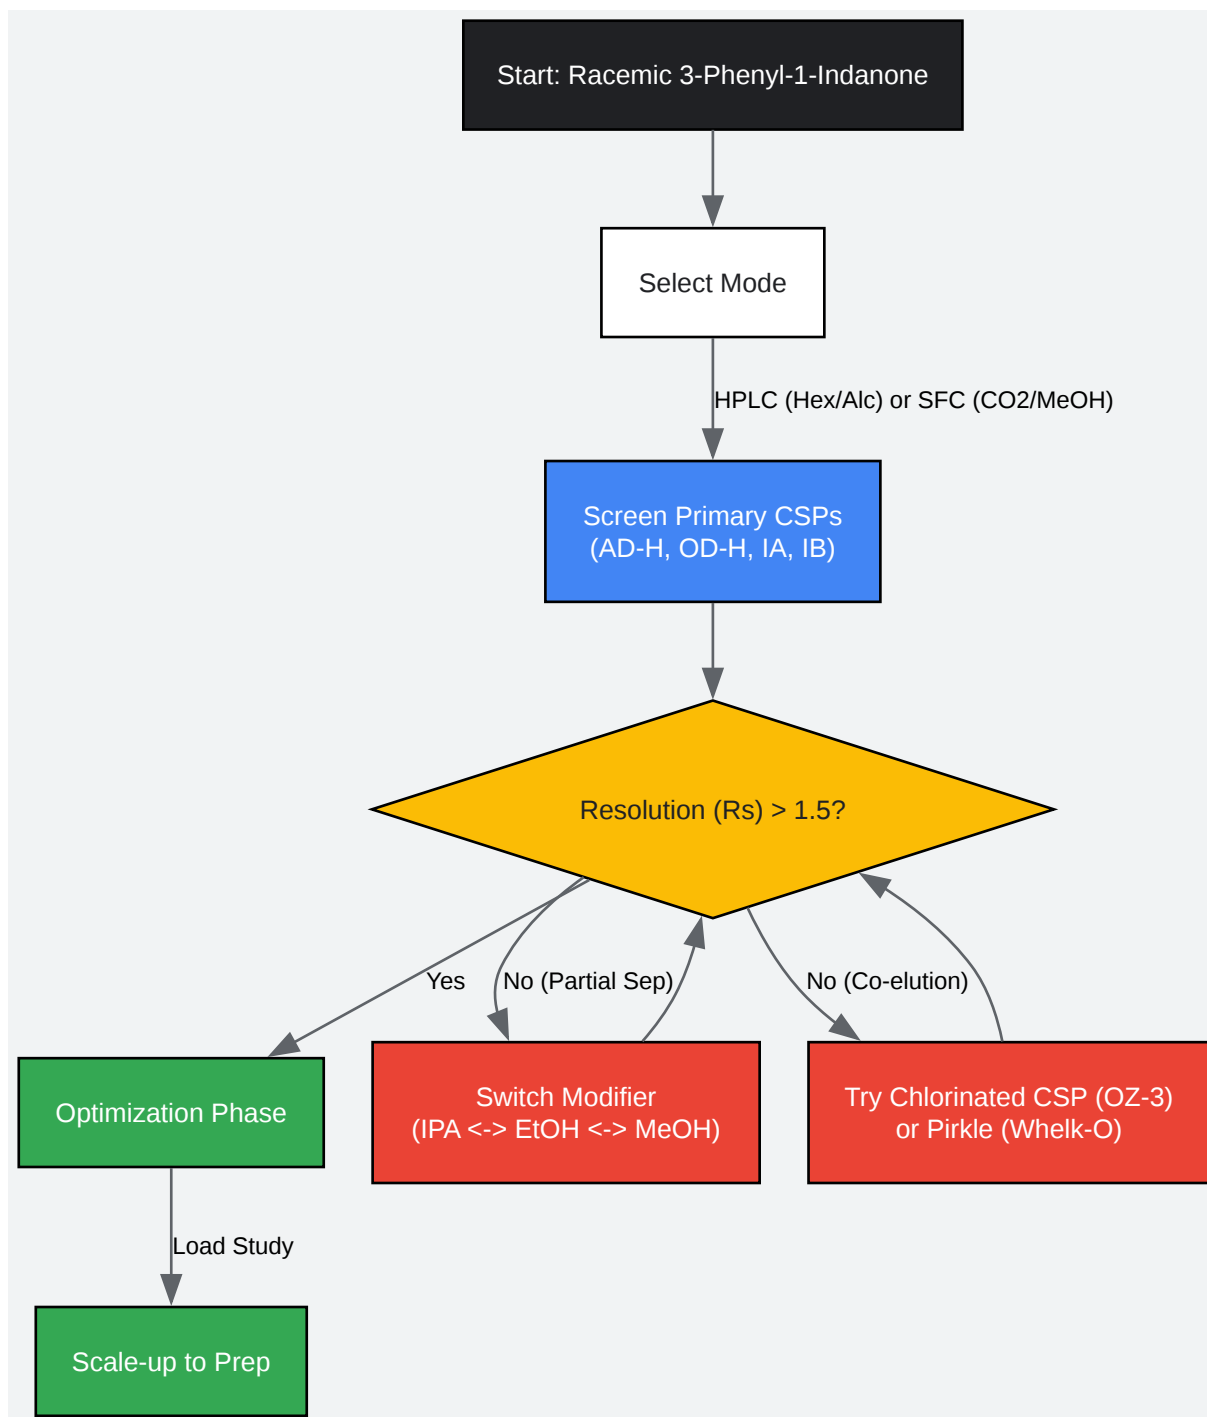 Start: Racemic 3-Phenyl-1-Indanone
Select Mode
HPLC (Hex/Alc) or SFC (CO2/MeOH)
Screen Primary CSPs
(AD-H, OD-H, IA, IB)
Resolution (Rs) > 1.5?
Yes
No (Partial Sep)
No (Co-elution)
Optimization Phase
Switch Modifier
(IPA <-> EtOH <-> MeOH)
Try Chlorinated CSP (OZ-3)
or Pirkle (Whelk-O)
Load Study
Scale-up to Prep